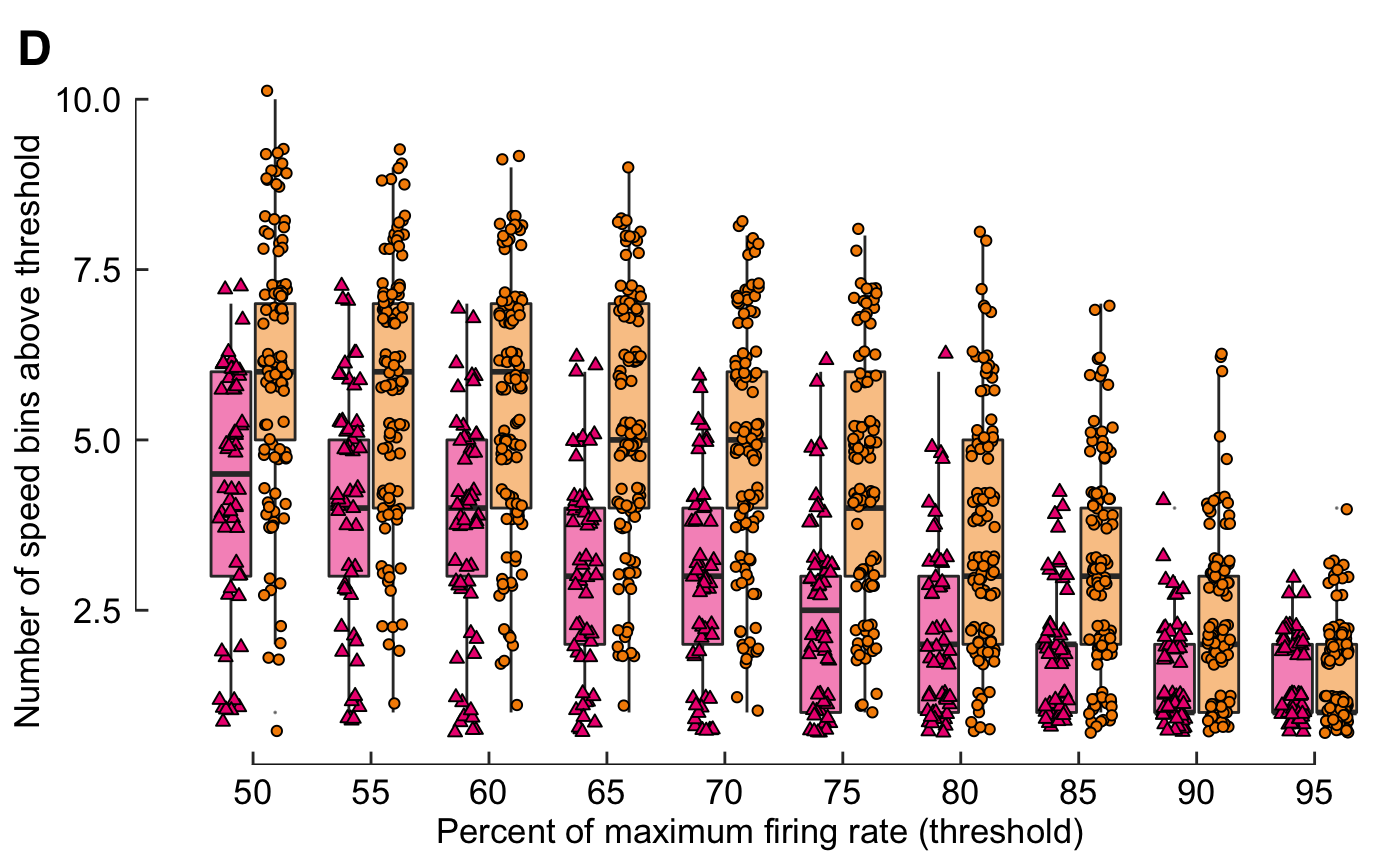 D
Number of speed bins above threshold
10.0
7.5
5.0
2.5
50 55 60 65 70 75 80 85 90 95
Percent of maximum firing rate (threshold)